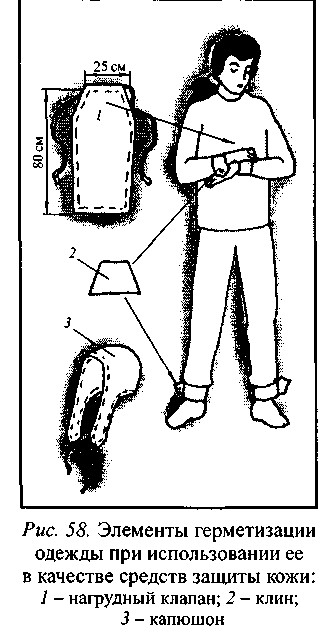 25 см
1
80 см
2
3
Рис. 58. Элементы герметизации
одежды при использовании ее
в качестве средств защиты кожи:
1 – нагрудный клапан; 2 – клин;
3 – капюшон